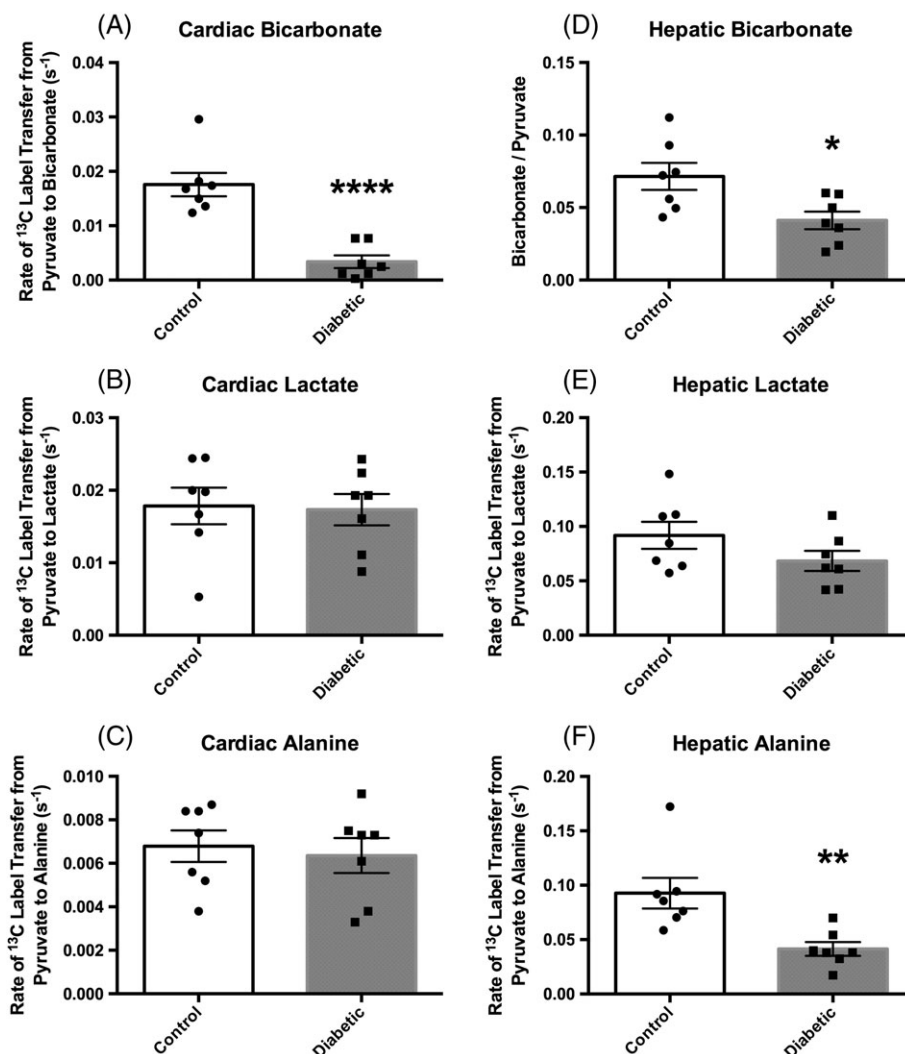 (A)
Cardiac Bicarbonate
Rate of ¹³C Label Transfer from
Pyruvate to Bicarbonate (s⁻¹)
0.04
0.03
0.02
0.01
0.00
****
Control
Diabetic
(D)
Hepatic Bicarbonate
Bicarbonate / Pyruvate
0.15
0.10
0.05
0.00
*
Control
Diabetic
(B)
Cardiac Lactate
Rate of ¹³C Label Transfer from
Pyruvate to Lactate (s⁻¹)
0.03
0.02
0.01
0.00
Control
Diabetic
(E)
Hepatic Lactate
Rate of ¹³C Label Transfer from
Pyruvate to Lactate (s⁻¹)
0.20
0.15
0.10
0.05
0.00
Control
Diabetic
(C)
Cardiac Alanine
Rate of ¹³C Label Transfer from
Pyruvate to Alanine (s⁻¹)
0.010
0.008
0.006
0.004
0.002
0.000
Control
Diabetic
(F)
Hepatic Alanine
Rate of ¹³C Label Transfer from
Pyruvate to Alanine (s⁻¹)
0.20
0.15
0.10
0.05
0.00
**
Control
Diabetic